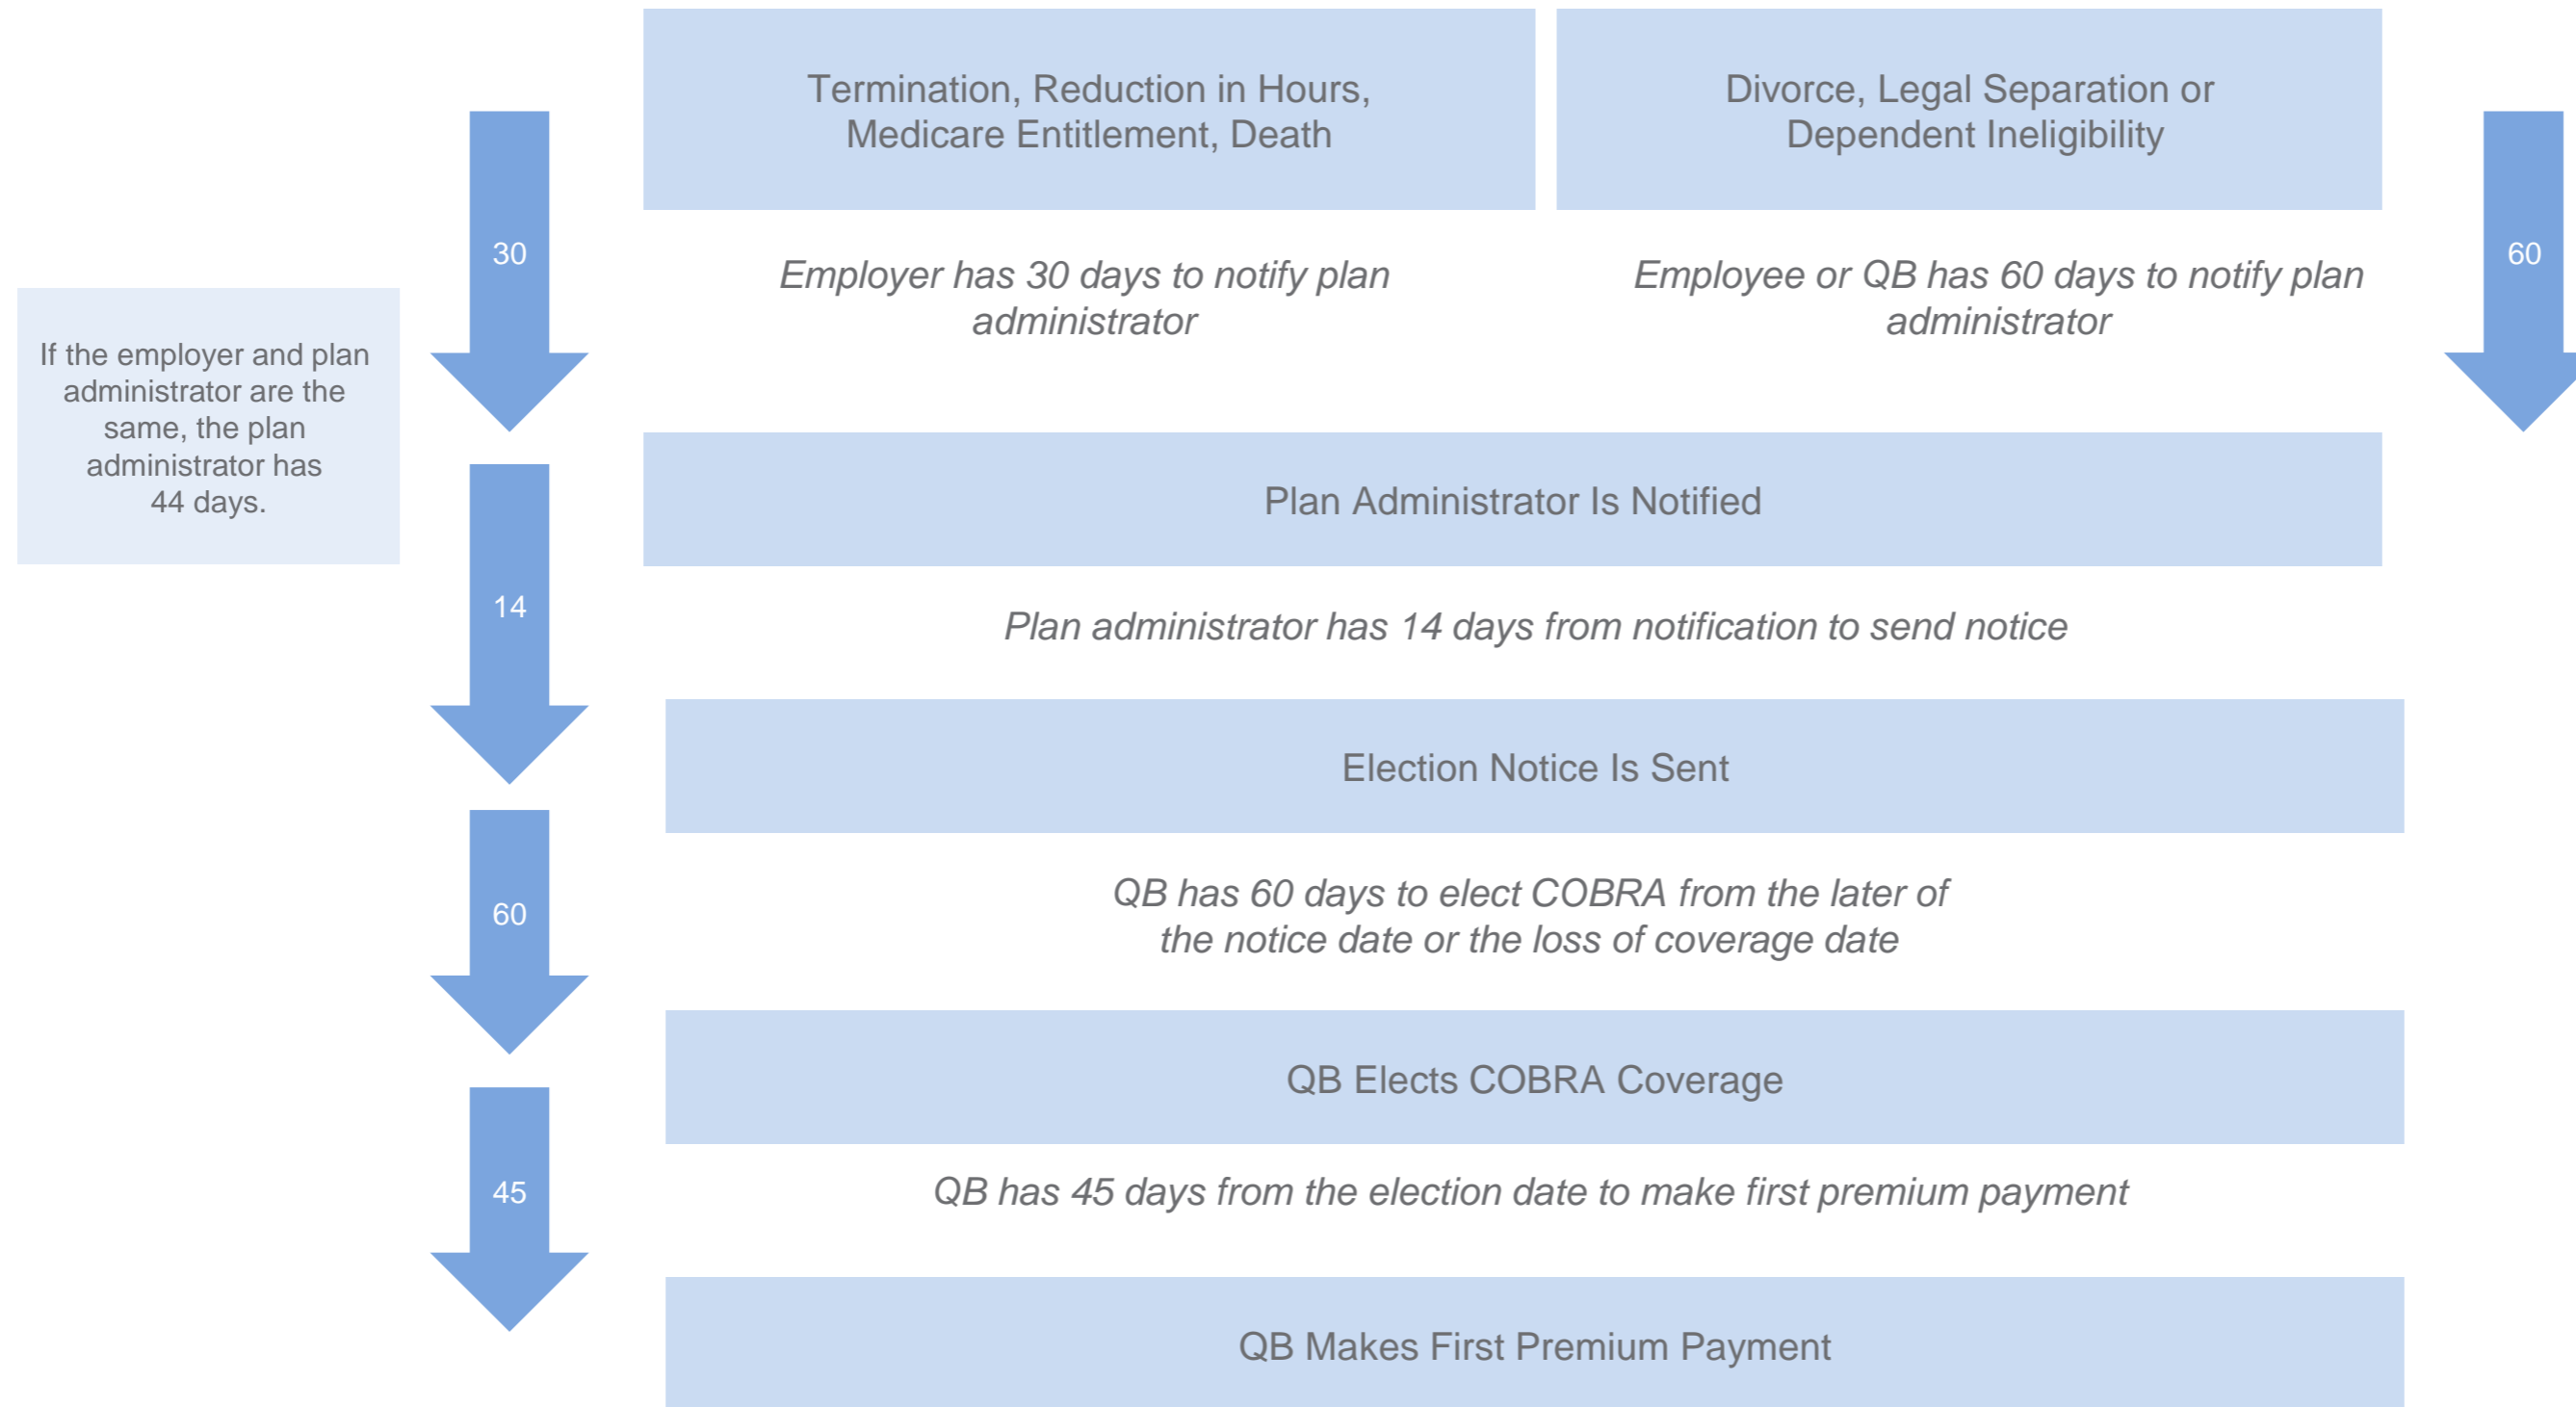 Termination, Reduction in Hours,
Medicare Entitlement, Death
Divorce, Legal Separation or
Dependent Ineligibility
30
Employer has 30 days to notify plan
administrator
Employee or QB has 60 days to notify plan
administrator
60
If the employer and plan
administrator are the
same, the plan
administrator has
44 days.
Plan Administrator Is Notified
14
Plan administrator has 14 days from notification to send notice
Election Notice Is Sent
60
QB has 60 days to elect COBRA from the later of
the notice date or the loss of coverage date
QB Elects COBRA Coverage
45
QB has 45 days from the election date to make first premium payment
QB Makes First Premium Payment